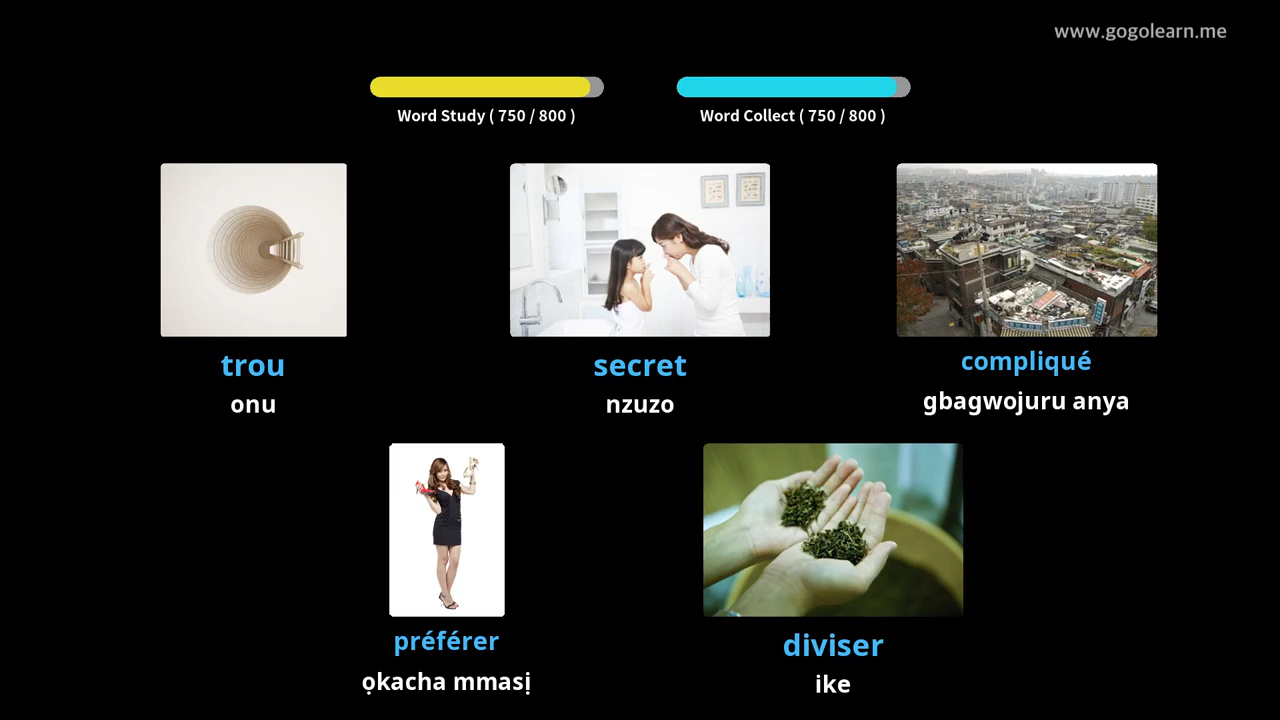 www.gogolearn.me
Word Study ( 750 / 800 )
Word Collect ( 750 / 800 )
trou
onu
secret
nzuzo
compliqué
gbagwojuru anya
préférer
ọkacha mmasị
diviser
ike